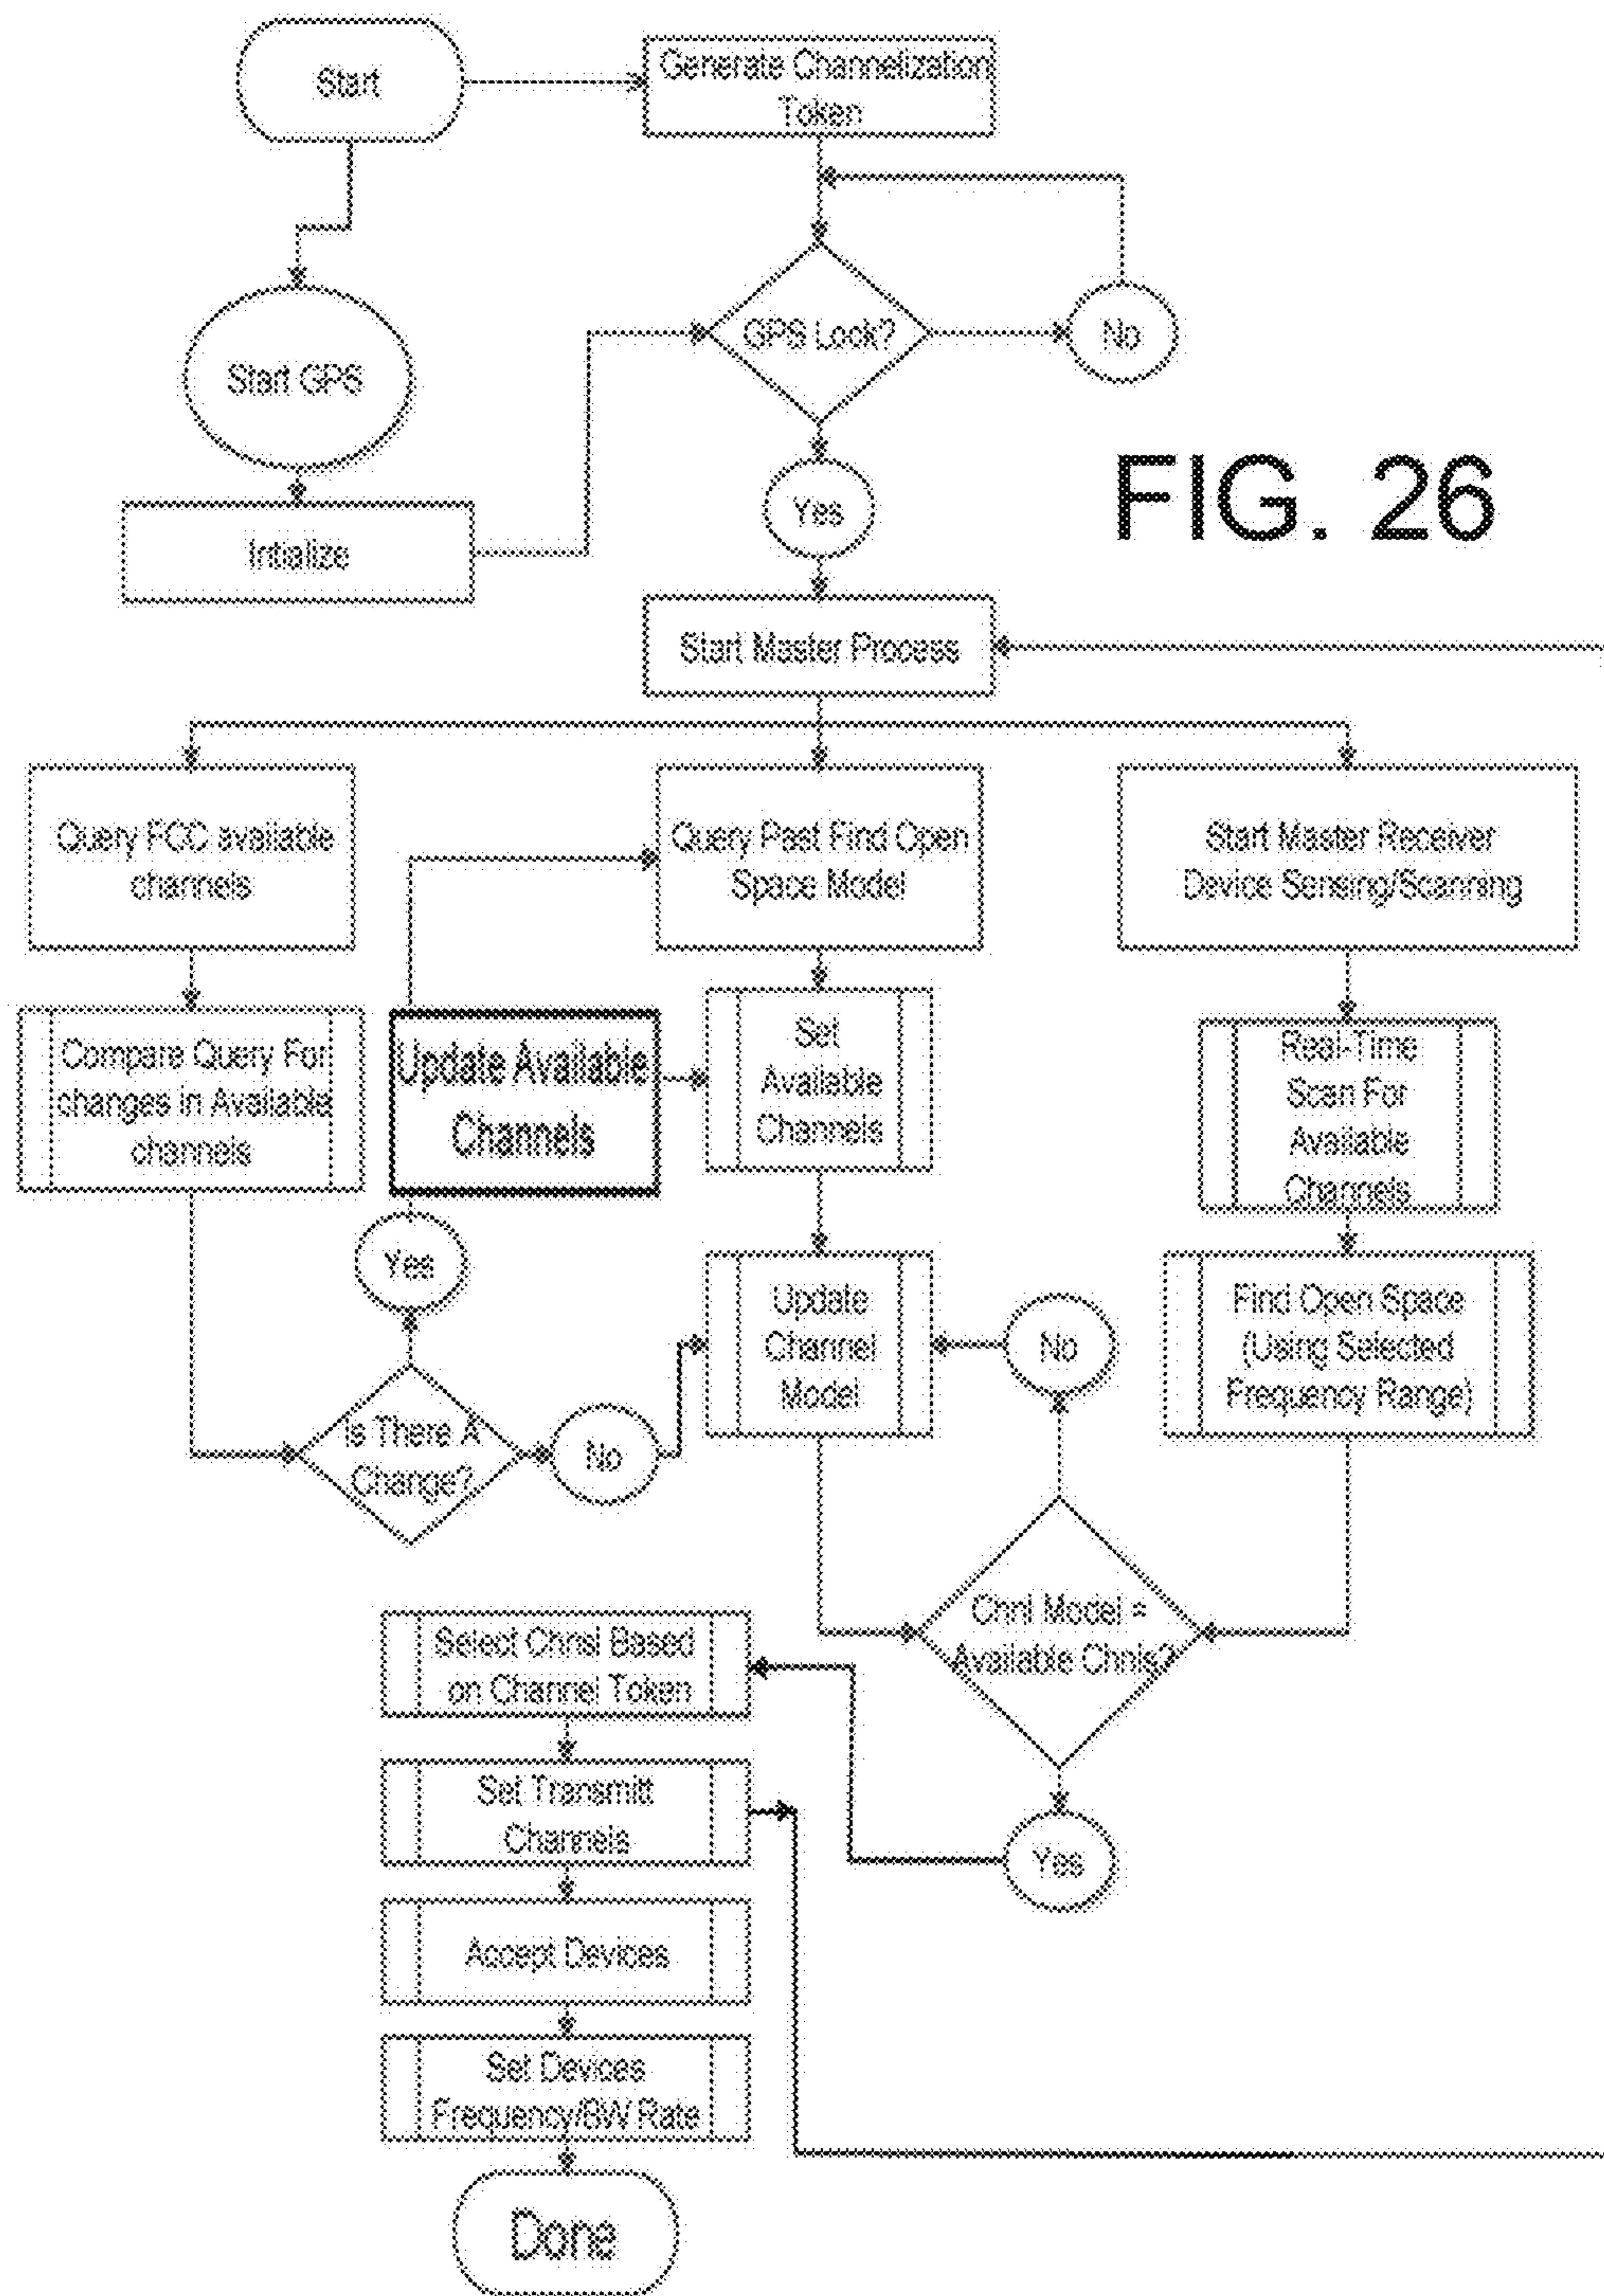 Start
Generate Channelization
Token
GPS Lock?
No
Start GPS
Yes
FIG. 26
Intialize
Start Master Process
Query FCC available
channels
Query Past Find Open
Space Model
Start Master Receiver
Device Sensing/Scanning
Compare Query For
changes in Available
channels
Update Available
Channels
Set
Available
Channels
Real-Time
Scan For
Available
Channels
Yes
Update
Channel
Model
No
Find Open Space
(Using Selected
Frequency Range)
Is There A
Change?
No
Chnl Model =
Available Chnls?
Select Chnsl Based
on Channel Token
Set Transmitt
Channels
Yes
Accept Devices
Set Devices
Frequency/BW Rate
Done